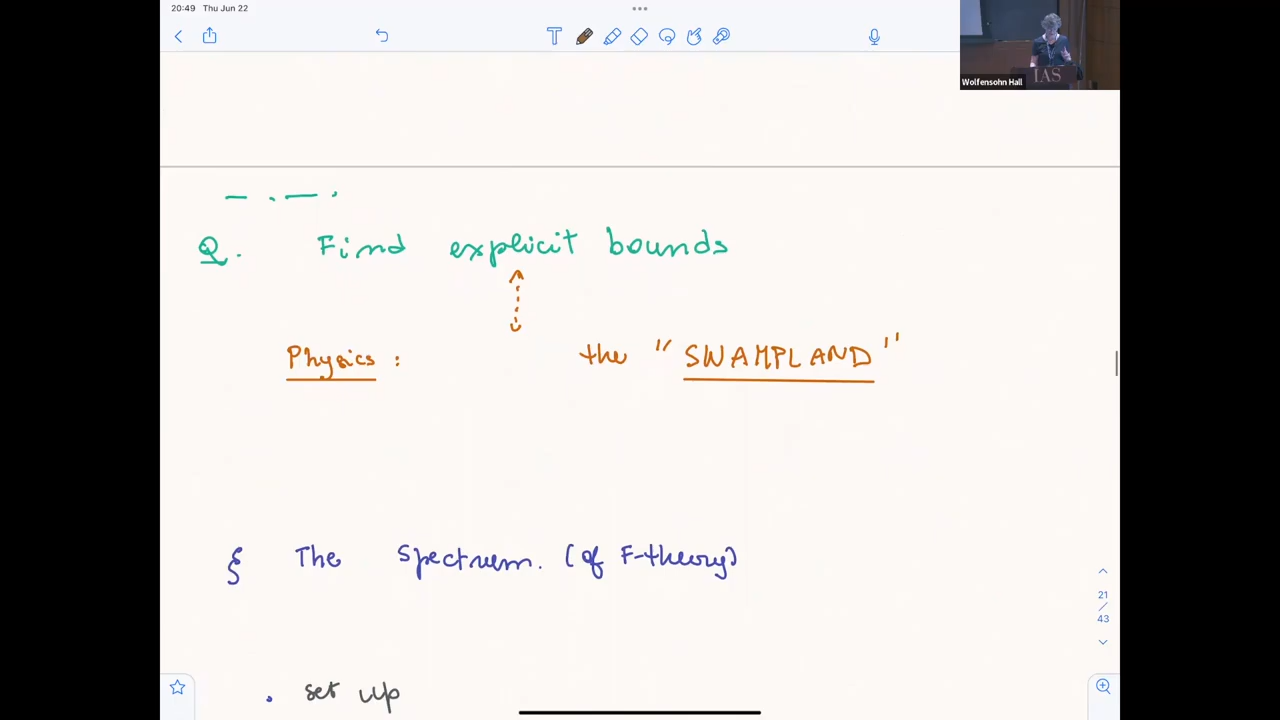 20:49 Thu Jun 22
IAS
Wolfensohn Hall
Q. Find explicit bounds
Physics : the "SWAMPLAND"
§ The Spectrum. (of F-theory)
21
/
43
. set up